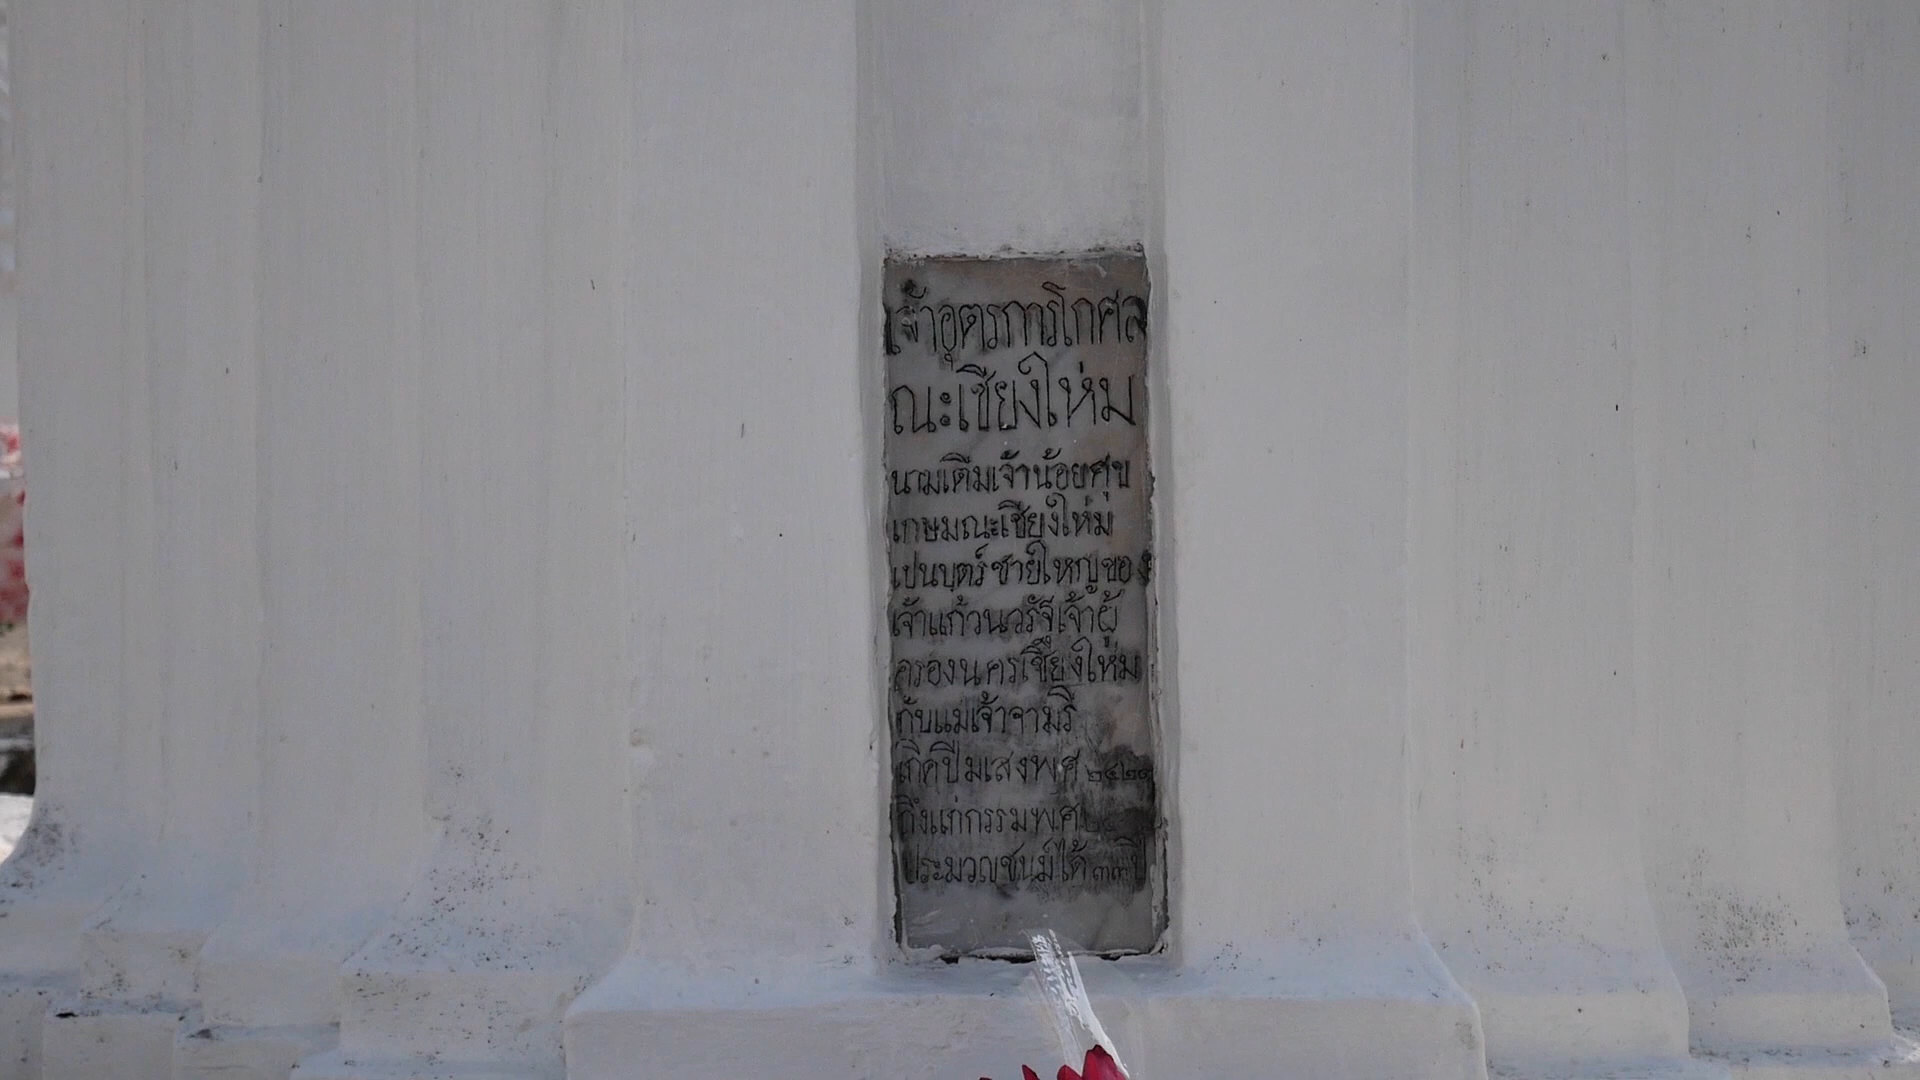 เจ้าอุตรการโกศล
ณะเชียงให่ม
นามเดิมเจ้าน้อยศุข
เกษมณะเชียงให่ม
เปนบุตร์ชายใหญ่ของ
เจ้าแก้วนวรัฐเจ้าผู้
ครองนครเชียงให่ม
กับแม่เจ้าจามรี
เกิดปีมเสงพศ
ถึงแก่กรรมพศ
ประมวญชนม์ได้ ๓๓ ปี